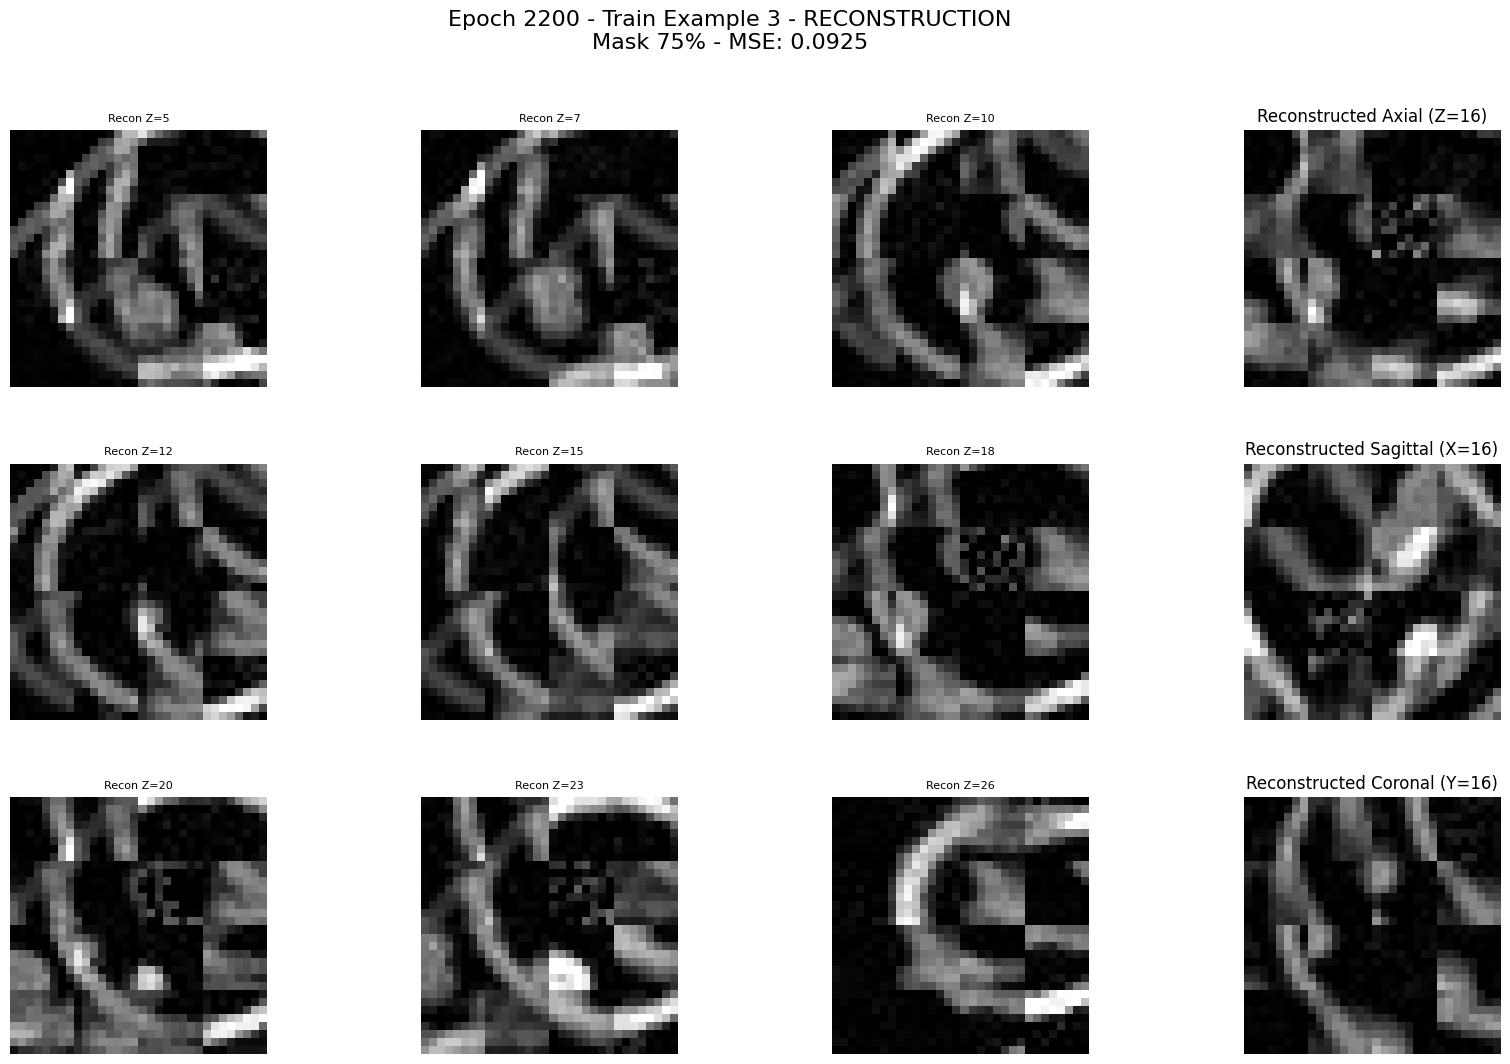 Epoch 2200 - Train Example 3 - RECONSTRUCTION
Mask 75% - MSE: 0.0925
Recon Z=5
Recon Z=7
Recon Z=10
Reconstructed Axial (Z=16)
Recon Z=12
Recon Z=15
Recon Z=18
Reconstructed Sagittal (X=16)
Recon Z=20
Recon Z=23
Recon Z=26
Reconstructed Coronal (Y=16)